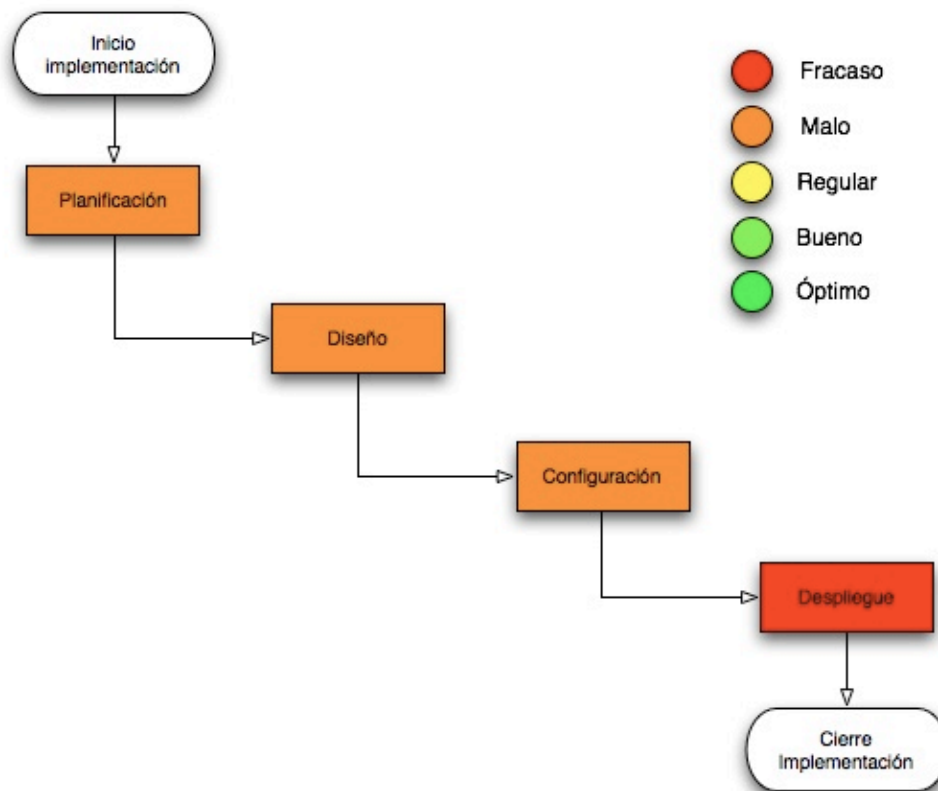 Inicio
implementación
Fracaso
Malo
Planificación
Regular
Bueno
Óptimo
Diseño
Configuración
Despliegue
Cierre
Implementación